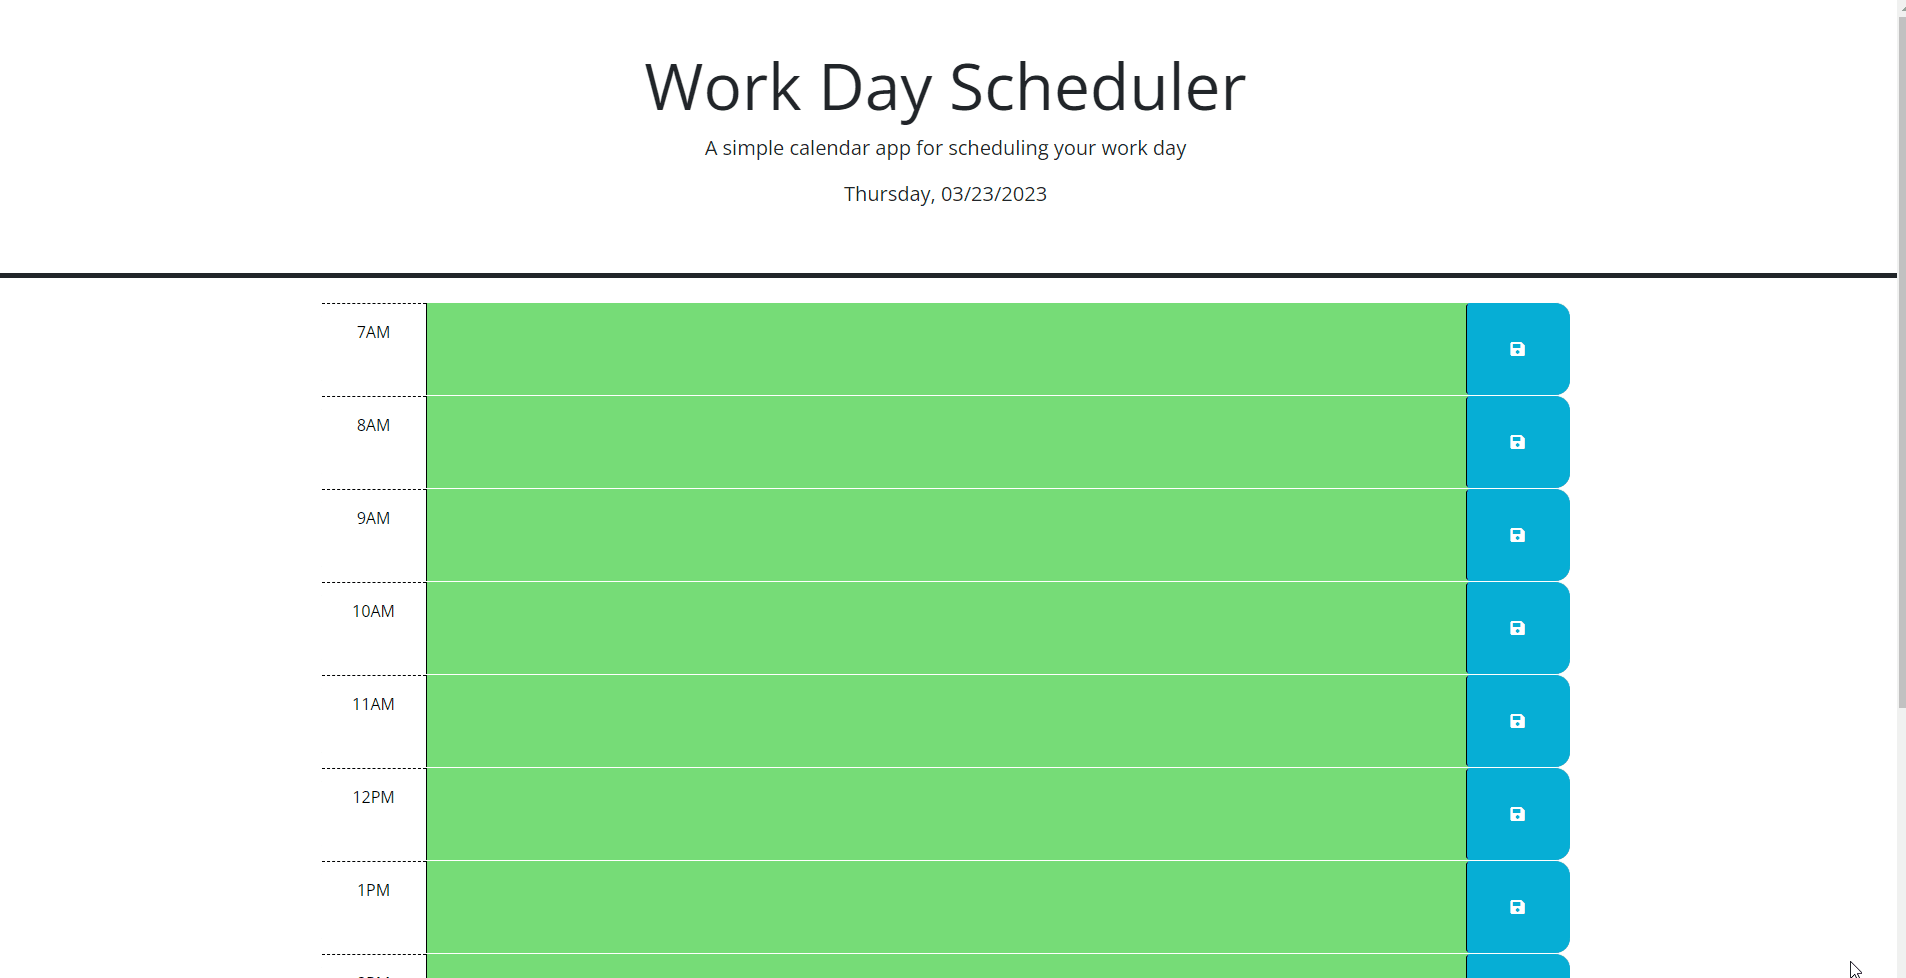 Work Day Scheduler
A simple calendar app for scheduling your work day
Thursday, 03/23/2023
7AM
8AM
9AM
10AM
11AM
12PM
1PM